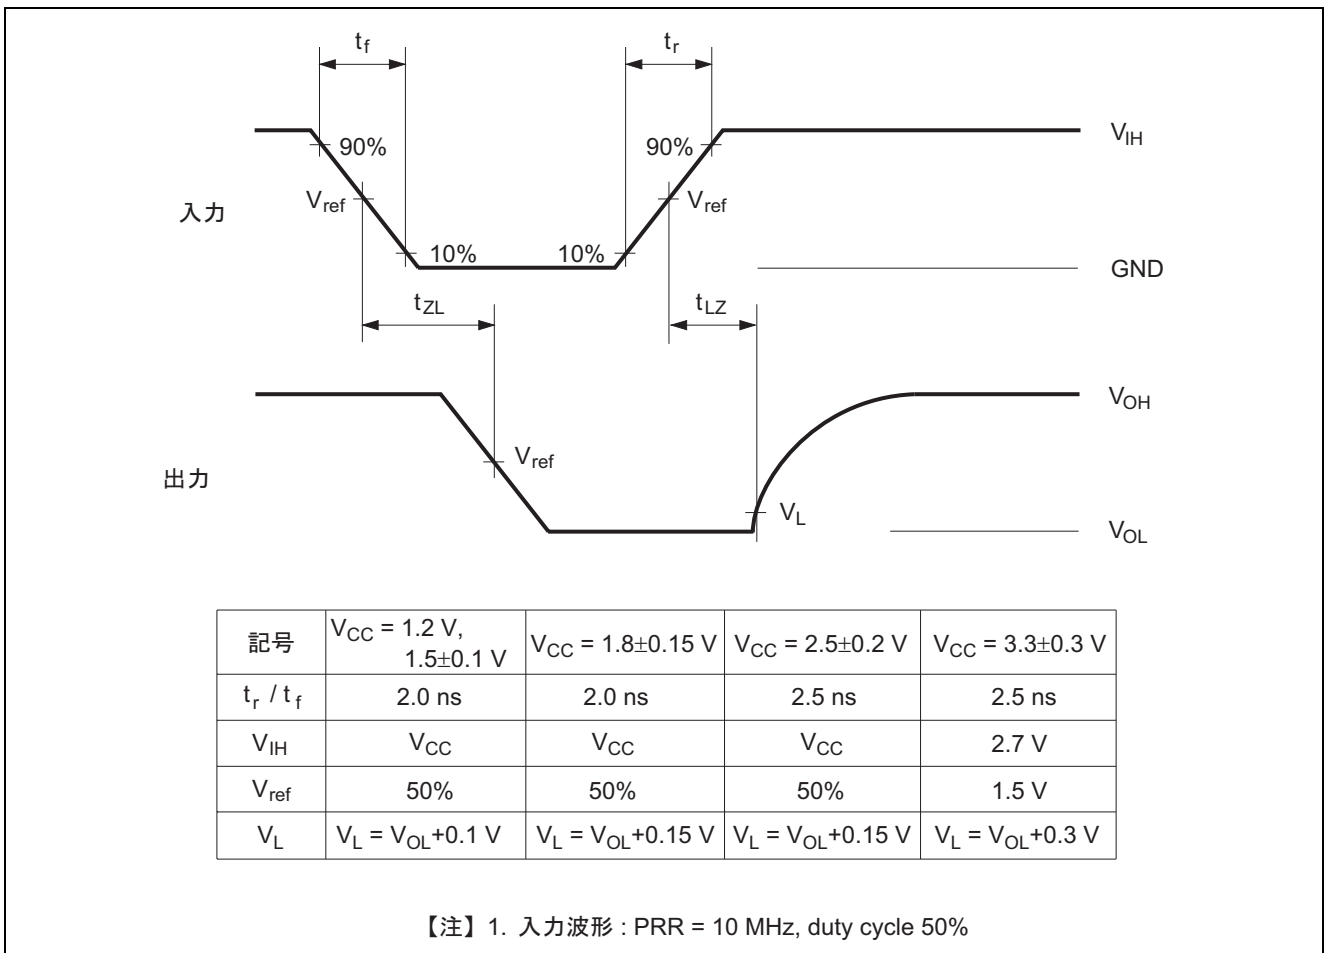 tf tr
90% 90% VIH
入力 Vref Vref
10% 10% GND
tZL tLZ
VOH
出力 Vref
VL VOL
記号 VCC = 1.2 V, 1.5±0.1 V VCC = 1.8±0.15 V VCC = 2.5±0.2 V VCC = 3.3±0.3 V
tr / tf 2.0 ns 2.0 ns 2.5 ns 2.5 ns
VIH VCC VCC VCC 2.7 V
Vref 50% 50% 50% 1.5 V
VL VL = VOL+0.1 V VL = VOL+0.15 V VL = VOL+0.15 V VL = VOL+0.3 V
【注】1. 入力波形 : PRR = 10 MHz, duty cycle 50%